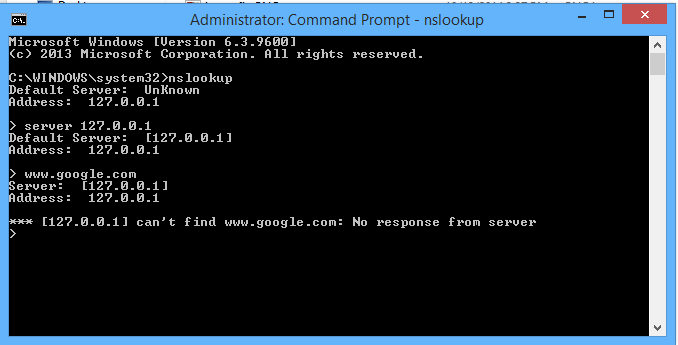 Administrator: Command Prompt - nslookup
Microsoft Windows [Version 6.3.9600]
(c) 2013 Microsoft Corporation. All rights reserved.
C:\WINDOWS\system32>nslookup
Default Server:  UnKnown
Address:  127.0.0.1
> server 127.0.0.1
Default Server:  [127.0.0.1]
Address:  127.0.0.1
> www.google.com
Server:  [127.0.0.1]
Address:  127.0.0.1
*** [127.0.0.1] can't find www.google.com: No response from server
>